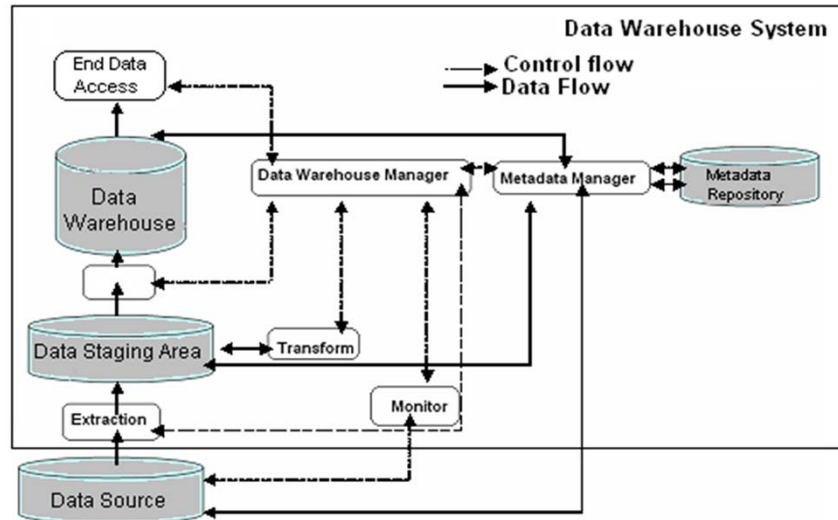 Data Warehouse System
End Data
Access
Control flow
Data Flow
Data
Warehouse
Data Warehouse Manager
Metadata Manager
Metadata
Repository
Data Staging Area
Transform
Extraction
Monitor
Data Source